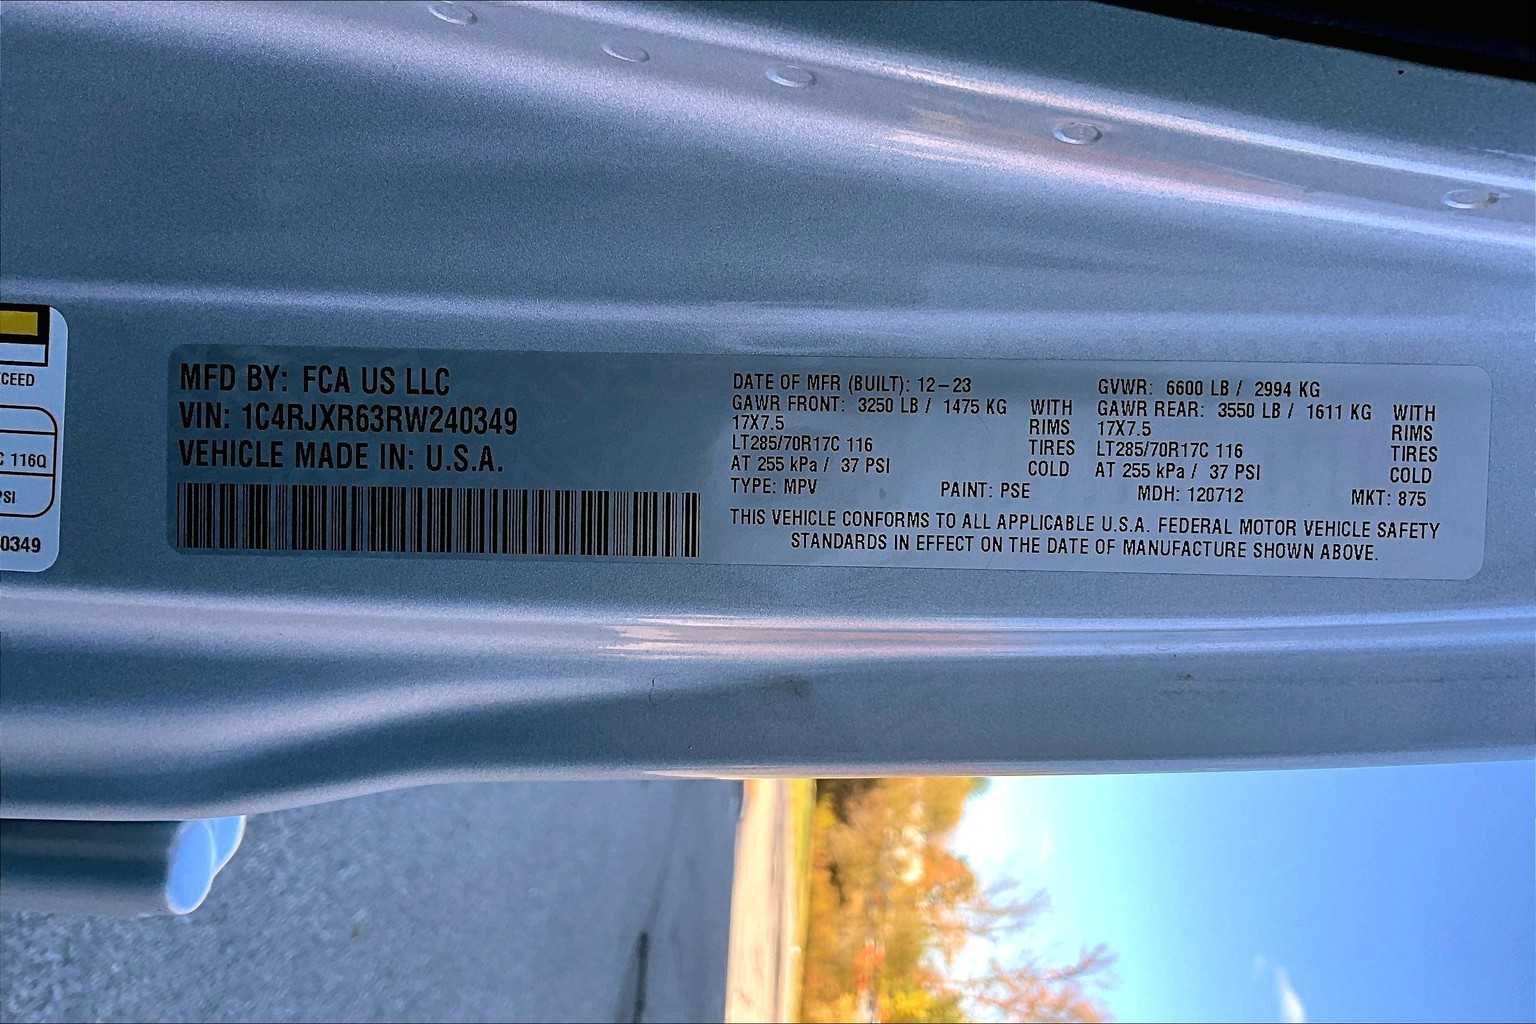 CEED
C 116Q
PSI
0349
MFD BY: FCA US LLC
VIN: 1C4RJXR63RW240349
VEHICLE MADE IN: U.S.A.
DATE OF MFR (BUILT): 12-23
GAWR FRONT: 3250 LB / 1475 KG WITH
17X7.5 RIMS
LT285/70R17C 116 TIRES
AT 255 kPa / 37 PSI COLD
GVWR: 6600 LB / 2994 KG
GAWR REAR: 3550 LB / 1611 KG WITH
17X7.5 RIMS
LT285/70R17C 116 TIRES
AT 255 kPa / 37 PSI COLD
TYPE: MPV PAINT: PSE MDH: 120712 MKT: 875
THIS VEHICLE CONFORMS TO ALL APPLICABLE U.S.A. FEDERAL MOTOR VEHICLE SAFETY
STANDARDS IN EFFECT ON THE DATE OF MANUFACTURE SHOWN ABOVE.